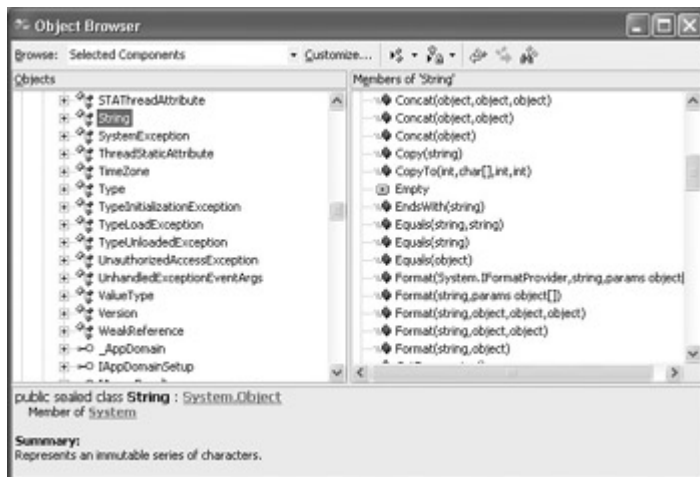 Object Browser
Browse: Selected Components Customize...
Objects
STAThreadAttribute
String
SystemException
ThreadStaticAttribute
TimeZone
Type
TypeInitializationException
TypeLoadException
TypeUnloadedException
UnauthorizedAccessException
UnhandledExceptionEventArgs
ValueType
Version
WeakReference
_AppDomain
IAppDomainSetup
Members of 'String'
Concat(object,object,object)
Concat(object,object)
Concat(object)
Copy(string)
CopyTo(int,char[],int,int)
Empty
EndsWith(string)
Equals(string,string)
Equals(string)
Equals(object)
Format(System.IFormatProvider,string,params object
Format(string,params object[])
Format(string,object,object,object)
Format(string,object,object)
Format(string,object)
public sealed class String : System.Object
Member of System
Summary:
Represents an immutable series of characters.